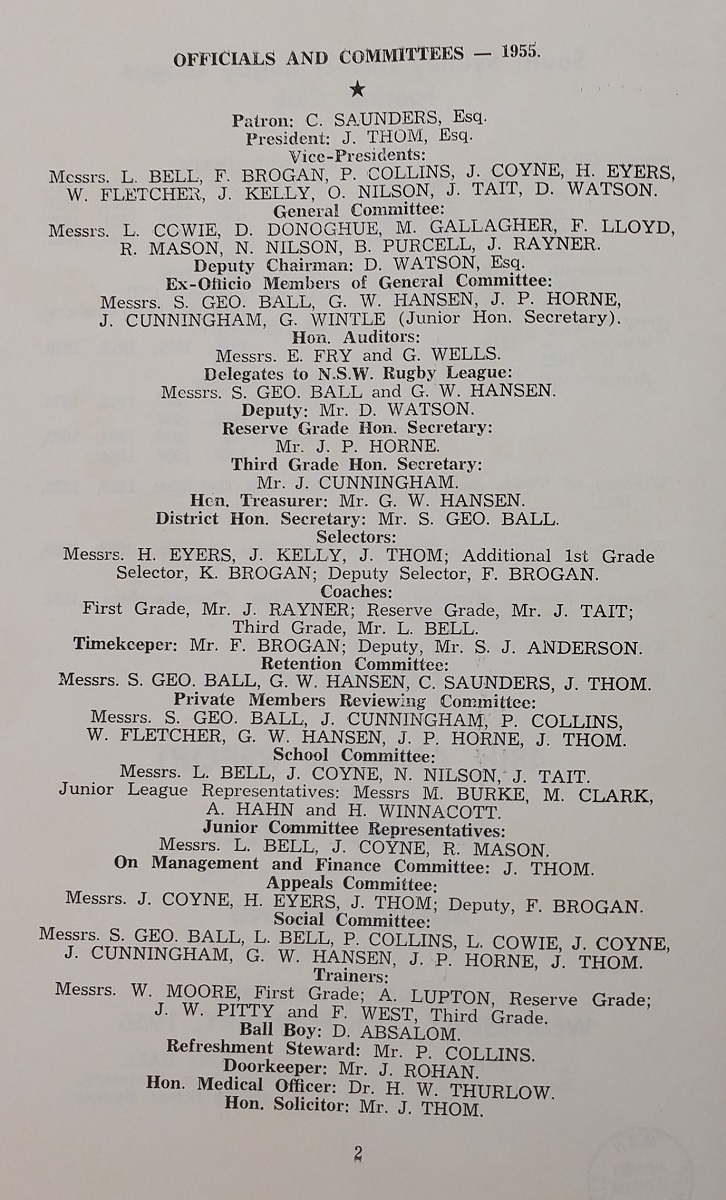 OFFICIALS AND COMMITTEES — 1955.
★
Patron: C. SAUNDERS, Esq.
President: J. THOM, Esq.
Vice-Presidents:
Messrs. L. BELL, F. BROGAN, P. COLLINS, J. COYNE, H. EYERS,
W. FLETCHER, J. KELLY, O. NILSON, J. TAIT, D. WATSON.
General Committee:
Messrs. L. COWIE, D. DONOGHUE, M. GALLAGHER, F. LLOYD,
R. MASON, N. NILSON, B. PURCELL, J. RAYNER.
Deputy Chairman: D. WATSON, Esq.
Ex-Officio Members of General Committee:
Messrs. S. GEO. BALL, G. W. HANSEN, J. P. HORNE,
J. CUNNINGHAM, G. WINTLE (Junior Hon. Secretary).
Hon. Auditors:
Messrs. E. FRY and G. WELLS.
Delegates to N.S.W. Rugby League:
Messrs. S. GEO. BALL and G. W. HANSEN.
Deputy: Mr. D. WATSON.
Reserve Grade Hon. Secretary:
Mr. J. P. HORNE.
Third Grade Hon. Secretary:
Mr. J. CUNNINGHAM.
Hon. Treasurer: Mr. G. W. HANSEN.
District Hon. Secretary: Mr. S. GEO. BALL.
Selectors:
Messrs. H. EYERS, J. KELLY, J. THOM; Additional 1st Grade
Selector, K. BROGAN; Deputy Selector, F. BROGAN.
Coaches:
First Grade, Mr. J. RAYNER; Reserve Grade, Mr. J. TAIT;
Third Grade, Mr. L. BELL.
Timekeeper: Mr. F. BROGAN; Deputy, Mr. S. J. ANDERSON.
Retention Committee:
Messrs. S. GEO. BALL, G. W. HANSEN, C. SAUNDERS, J. THOM.
Private Members Reviewing Committee:
Messrs. S. GEO. BALL, J. CUNNINGHAM, P. COLLINS,
W. FLETCHER, G. W. HANSEN, J. P. HORNE, J. THOM.
School Committee:
Messrs. L. BELL, J. COYNE, N. NILSON, J. TAIT.
Junior League Representatives: Messrs M. BURKE, M. CLARK,
A. HAHN and H. WINNACOTT.
Junior Committee Representatives:
Messrs. L. BELL, J. COYNE, R. MASON.
On Management and Finance Committee: J. THOM.
Appeals Committee:
Messrs. J. COYNE, H. EYERS, J. THOM; Deputy, F. BROGAN.
Social Committee:
Messrs. S. GEO. BALL, L. BELL, P. COLLINS, L. COWIE, J. COYNE,
J. CUNNINGHAM, G. W. HANSEN, J. P. HORNE, J. THOM.
Trainers:
Messrs. W. MOORE, First Grade; A. LUPTON, Reserve Grade;
J. W. PITTY and F. WEST, Third Grade.
Ball Boy: D. ABSALOM.
Refreshment Steward: Mr. P. COLLINS.
Doorkeeper: Mr. J. ROHAN.
Hon. Medical Officer: Dr. H. W. THURLOW.
Hon. Solicitor: Mr. J. THOM.
2